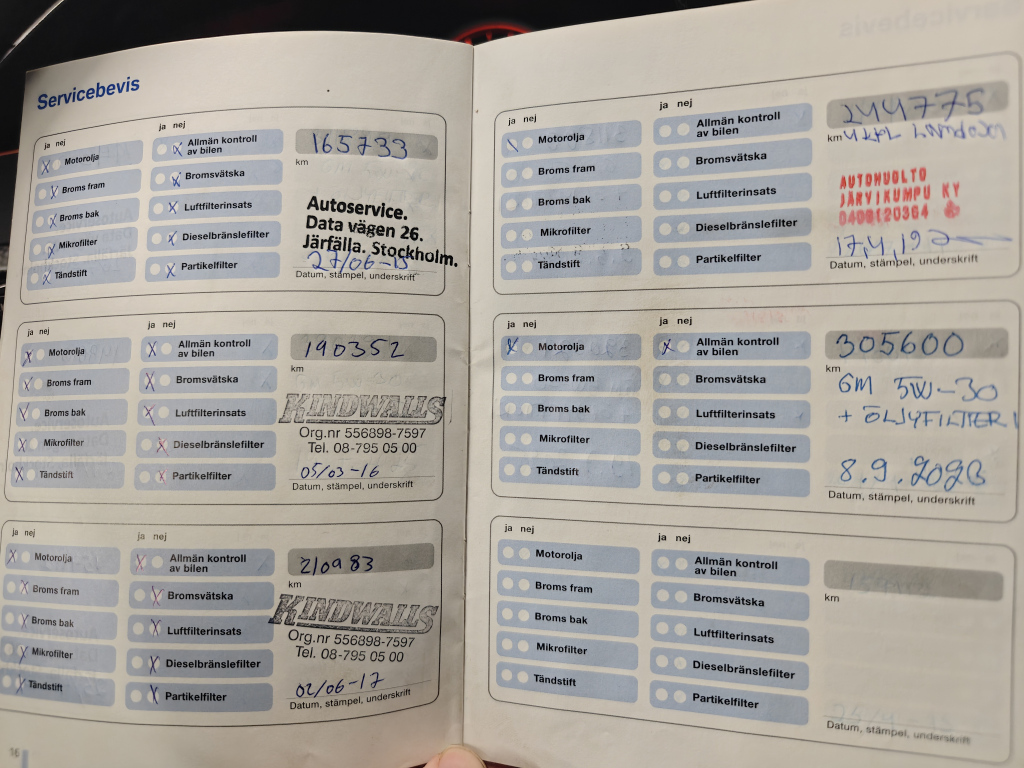 Servicebevis
ja nej
ja nej
Motorolja
Broms fram
Broms bak
Mikrofilter
Tändstift
Allmän kontroll
av bilen
Bromsvätska
Luftfilterinsats
Dieselbränslefilter
Partikelfilter
165733
km
Autoservice.
Data vägen 26.
Järfälla. Stockholm.
27/06-15
Datum, stämpel, underskrift
ja nej
ja nej
Motorolja
Broms fram
Broms bak
Mikrofilter
Tändstift
Allmän kontroll
av bilen
Bromsvätska
Luftfilterinsats
Dieselbränslefilter
Partikelfilter
190352
km
KINDWALLS
Org.nr 556898-7597
Tel. 08-795 05 00
05/03-16
Datum, stämpel, underskrift
ja nej
ja nej
Motorolja
Broms fram
Broms bak
Mikrofilter
Tändstift
Allmän kontroll
av bilen
Bromsvätska
Luftfilterinsats
Dieselbränslefilter
Partikelfilter
210983
km
KINDWALLS
Org.nr 556898-7597
Tel. 08-795 05 00
02/06-17
Datum, stämpel, underskrift
16
ja nej
ja nej
Motorolja
Broms fram
Broms bak
Mikrofilter
Tändstift
Allmän kontroll
av bilen
Bromsvätska
Luftfilterinsats
Dieselbränslefilter
Partikelfilter
244775
km
AUTOHUOLTO
JÄRVIKUMPU KY
0400120364
17,4,19
Datum, stämpel, underskrift
ja nej
ja nej
Motorolja
Broms fram
Broms bak
Mikrofilter
Tändstift
Allmän kontroll
av bilen
Bromsvätska
Luftfilterinsats
Dieselbränslefilter
Partikelfilter
305600
km
GM 5W-30
+ ÖLJYFILTTERI
8.9.2023
Datum, stämpel, underskrift
ja nej
ja nej
Motorolja
Broms fram
Broms bak
Mikrofilter
Tändstift
Allmän kontroll
av bilen
Bromsvätska
Luftfilterinsats
Dieselbränslefilter
Partikelfilter
km
Datum, stämpel, underskrift